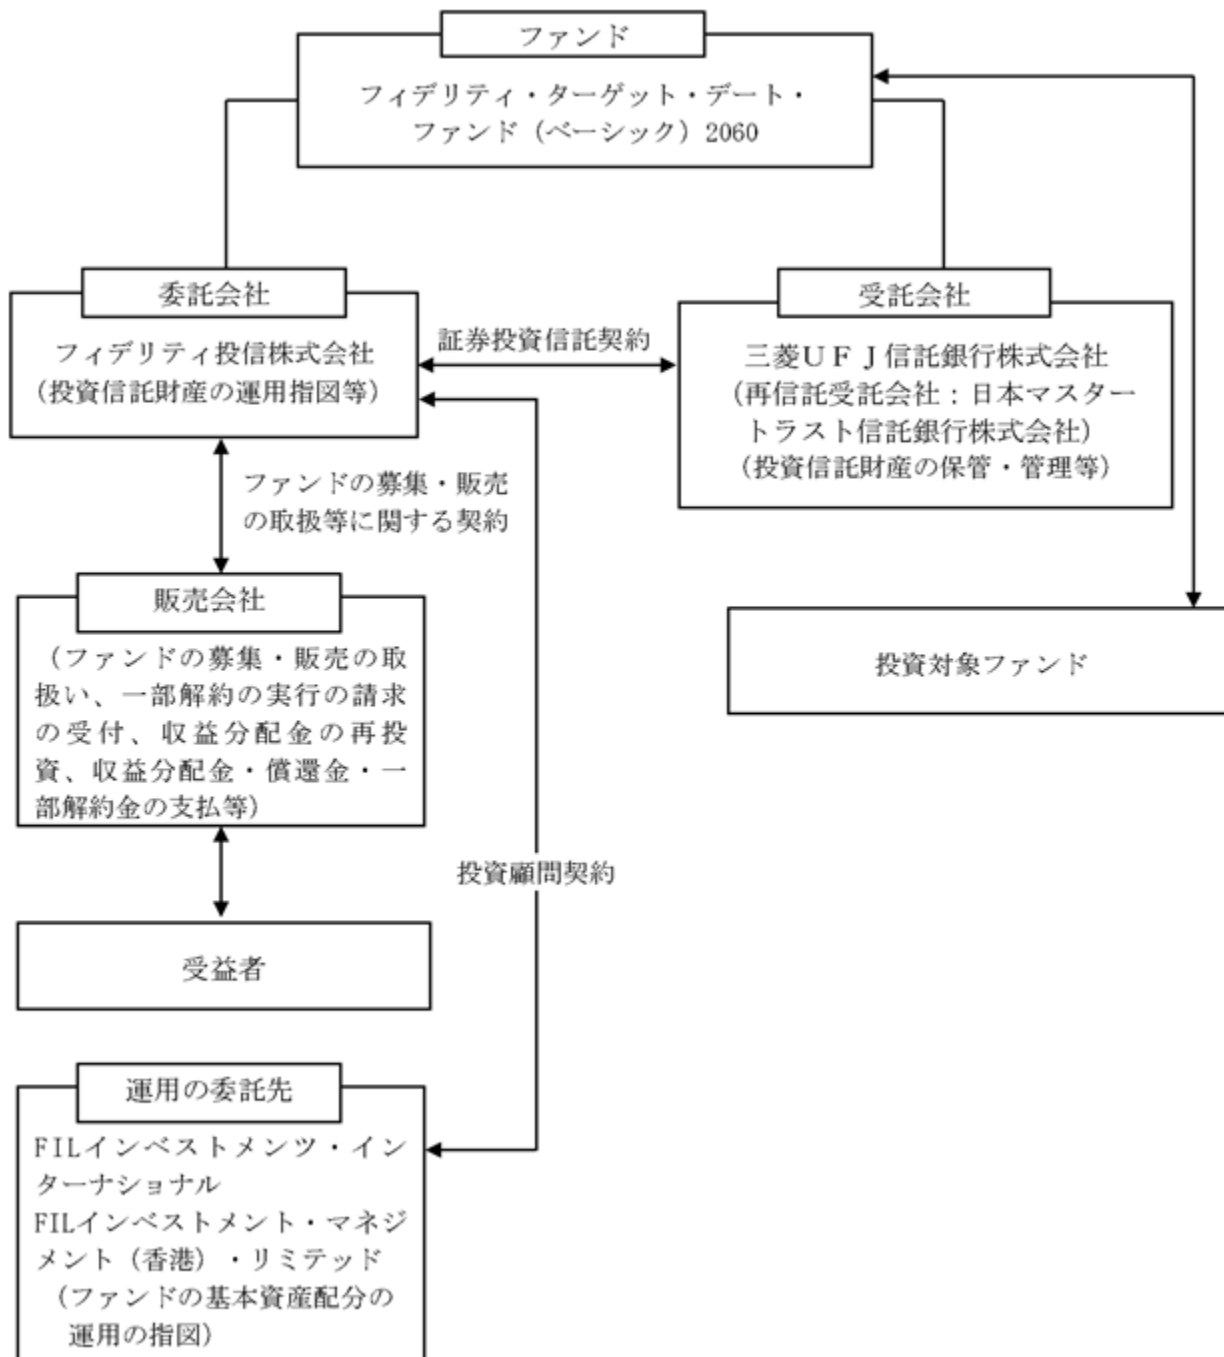 ファンド
フィデリティ・ターゲット・デート・
ファンド（ベーシック）2060
委託会社
フィデリティ投信株式会社
（投資信託財産の運用指図等）
証券投資信託契約
受託会社
三菱ＵＦＪ信託銀行株式会社
（再信託受託会社：日本マスター
トラスト信託銀行株式会社）
（投資信託財産の保管・管理等）
ファンドの募集・販売
の取扱等に関する契約
販売会社
（ファンドの募集・販売の取
扱い、一部解約の実行の請求
の受付、収益分配金の再投
資、収益分配金・償還金・一
部解約金の支払等）
投資対象ファンド
投資顧問契約
受益者
運用の委託先
FILインベストメンツ・イン
ターナショナル
FILインベストメント・マネジ
メント（香港）・リミテッド
（ファンドの基本資産配分の
運用の指図）